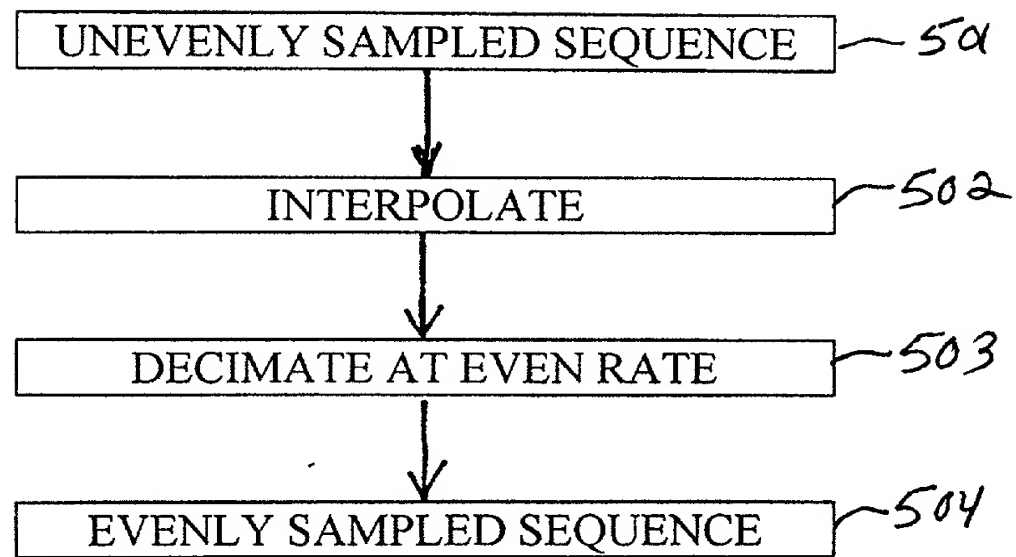 UNEVENLY SAMPLED SEQUENCE 501
INTERPOLATE 502
DECIMATE AT EVEN RATE 503
EVENLY SAMPLED SEQUENCE 504